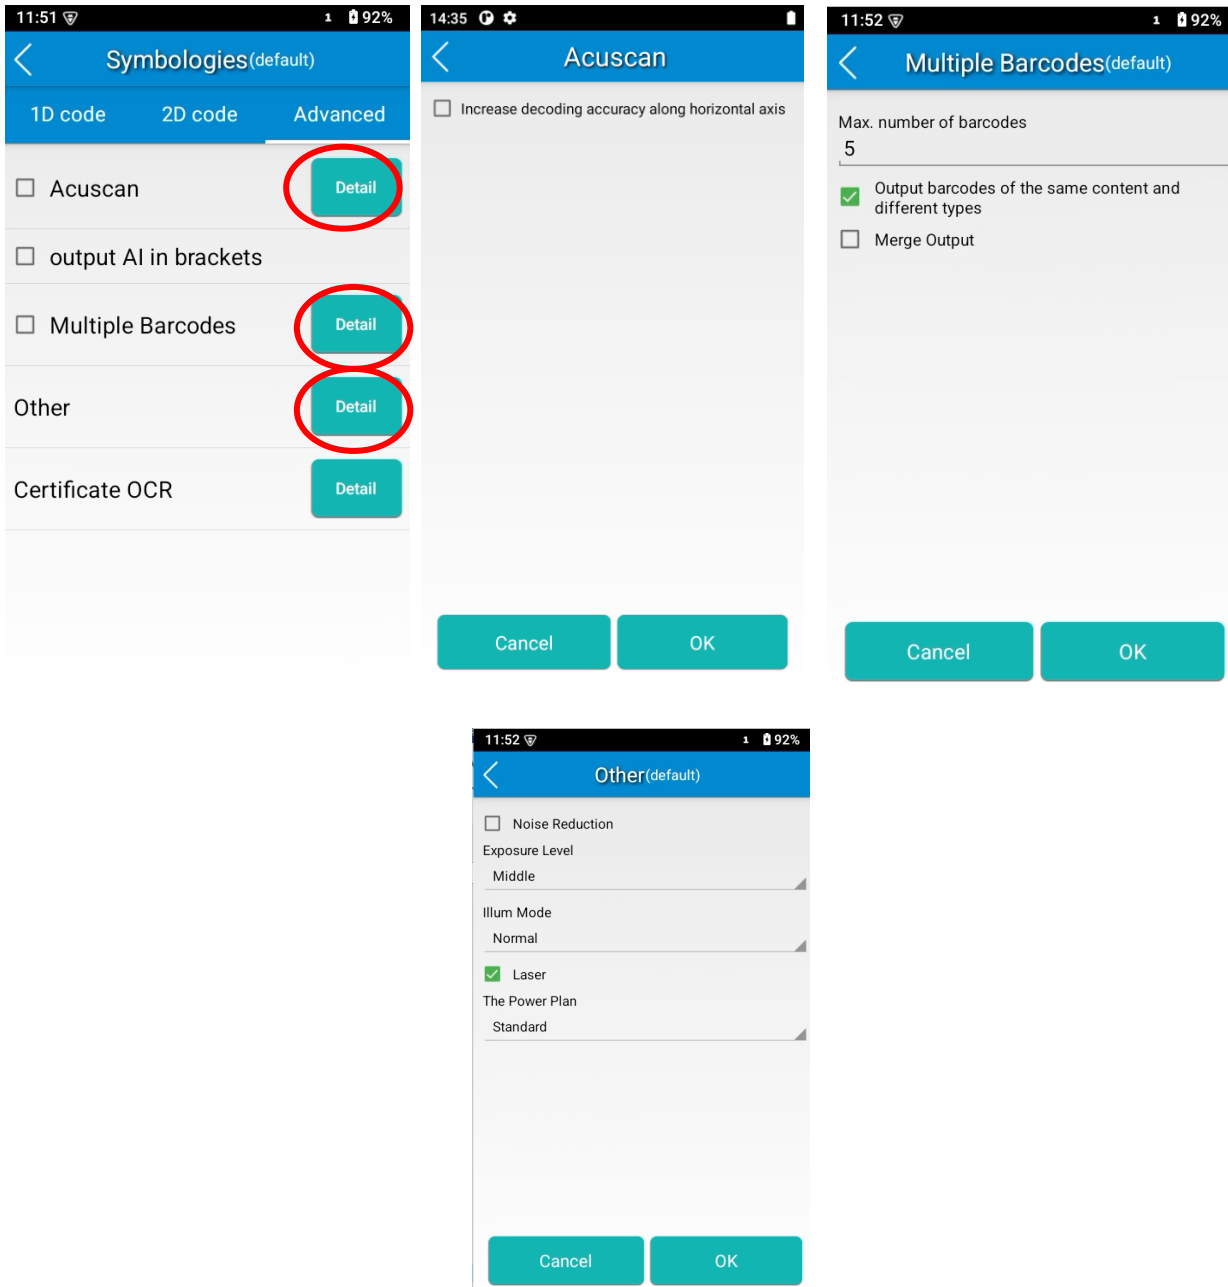 11:51 1 92%
Symbologies(default)
1D code 2D code Advanced
Acuscan Detail
output AI in brackets
Multiple Barcodes Detail
Other Detail
Certificate OCR Detail
14:35
Acuscan
Increase decoding accuracy along horizontal axis
Cancel OK
11:52 1 92%
Multiple Barcodes(default)
Max. number of barcodes
5
Output barcodes of the same content and
different types
Merge Output
Cancel OK
11:52 1 92%
Other(default)
Noise Reduction
Exposure Level
Middle
Illum Mode
Normal
Laser
The Power Plan
Standard
Cancel OK